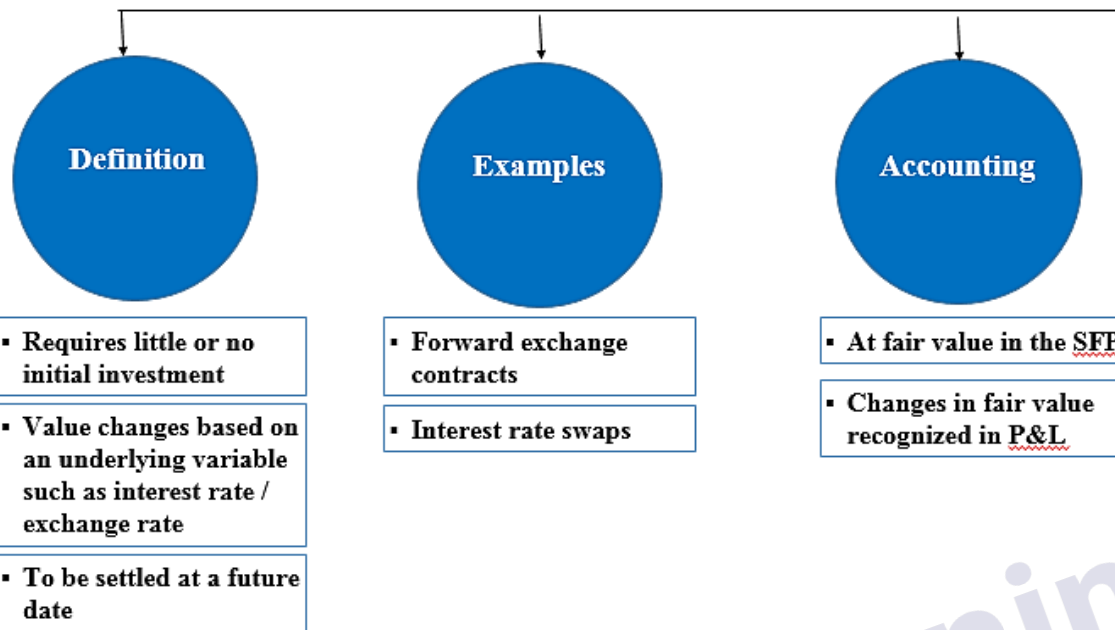 Definition
Examples
Accounting
▪ Requires little or no
initial investment
▪ Value changes based on
an underlying variable
such as interest rate /
exchange rate
▪ To be settled at a future
date
▪ Forward exchange
contracts
▪ Interest rate swaps
▪ At fair value in the SFP
▪ Changes in fair value
recognized in P&L